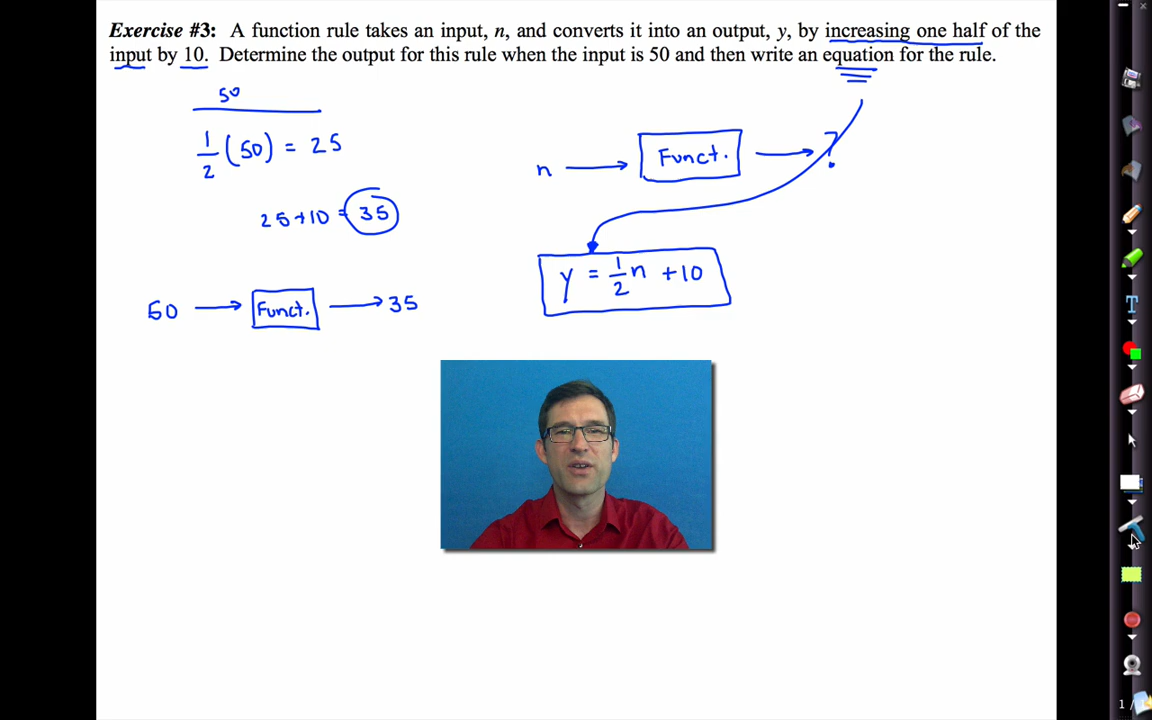 Exercise #3: A function rule takes an input, n, and converts it into an output, y, by increasing one half of the
input by 10. Determine the output for this rule when the input is 50 and then write an equation for the rule.
50
1/2 (50) = 25
25+10 = 35
50 → Funct. → 35
n → Funct. → ?
y = 1/2 n + 10
T
1 /